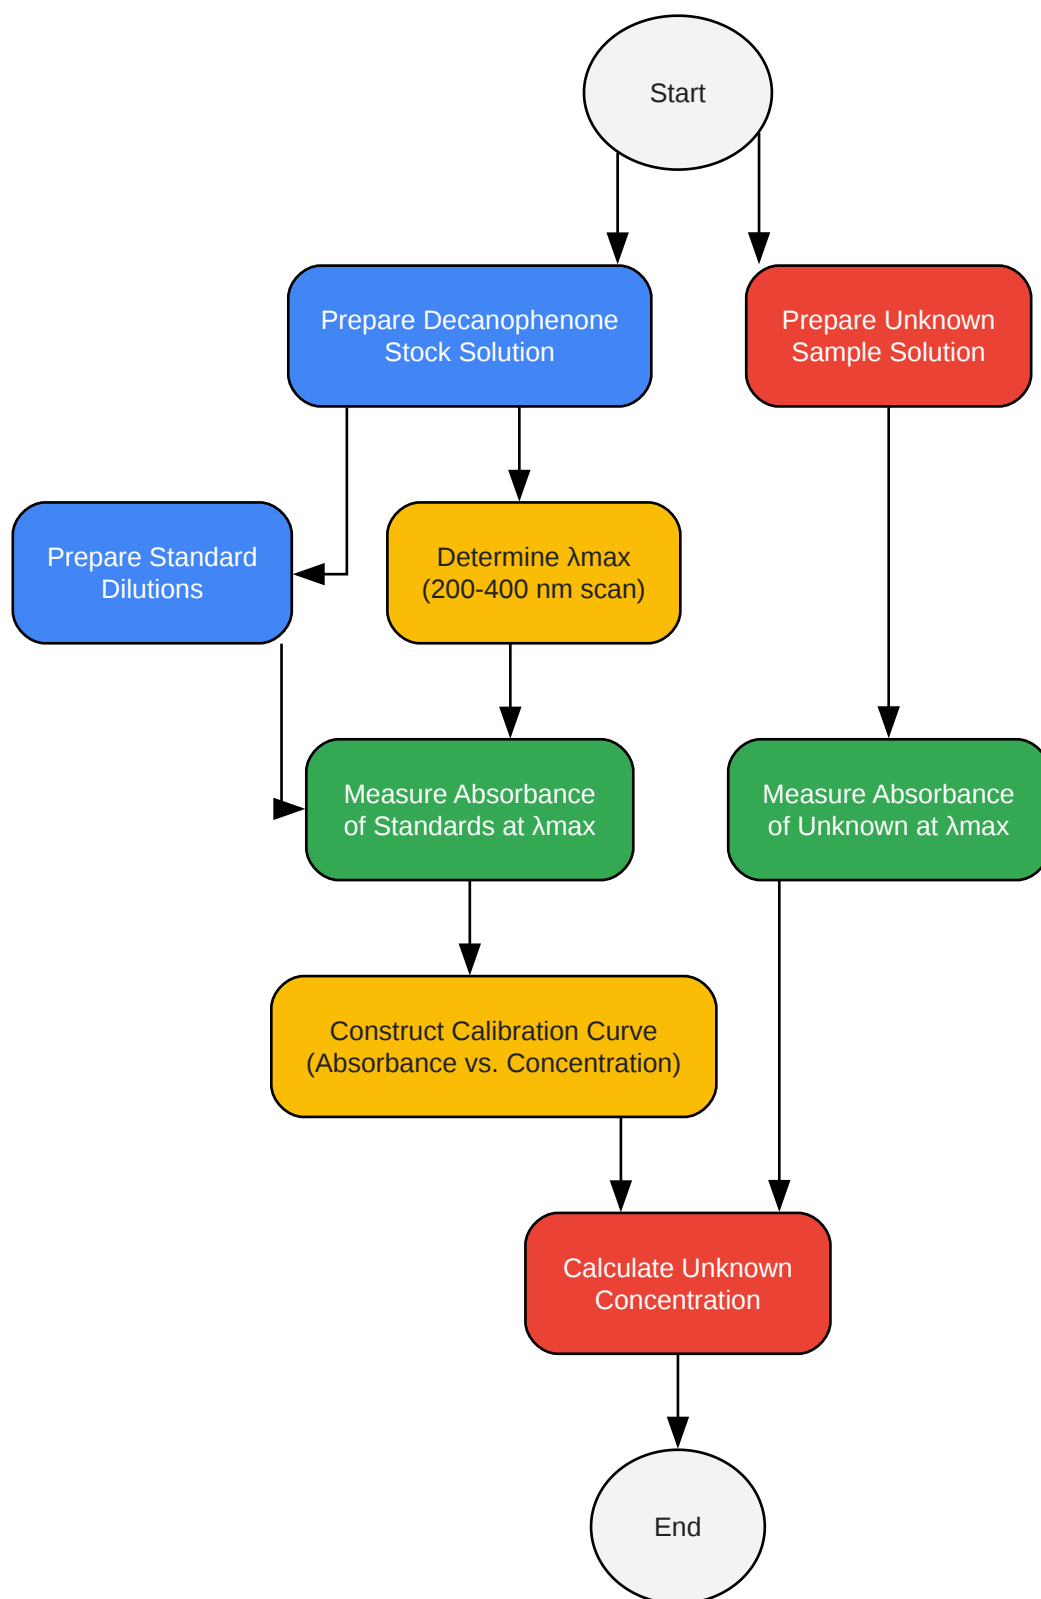 Start
Prepare Decanophenone
Stock Solution
Prepare Unknown
Sample Solution
Prepare Standard
Dilutions
Determine λmax
(200-400 nm scan)
Measure Absorbance
of Standards at λmax
Measure Absorbance
of Unknown at λmax
Construct Calibration Curve
(Absorbance vs. Concentration)
Calculate Unknown
Concentration
End